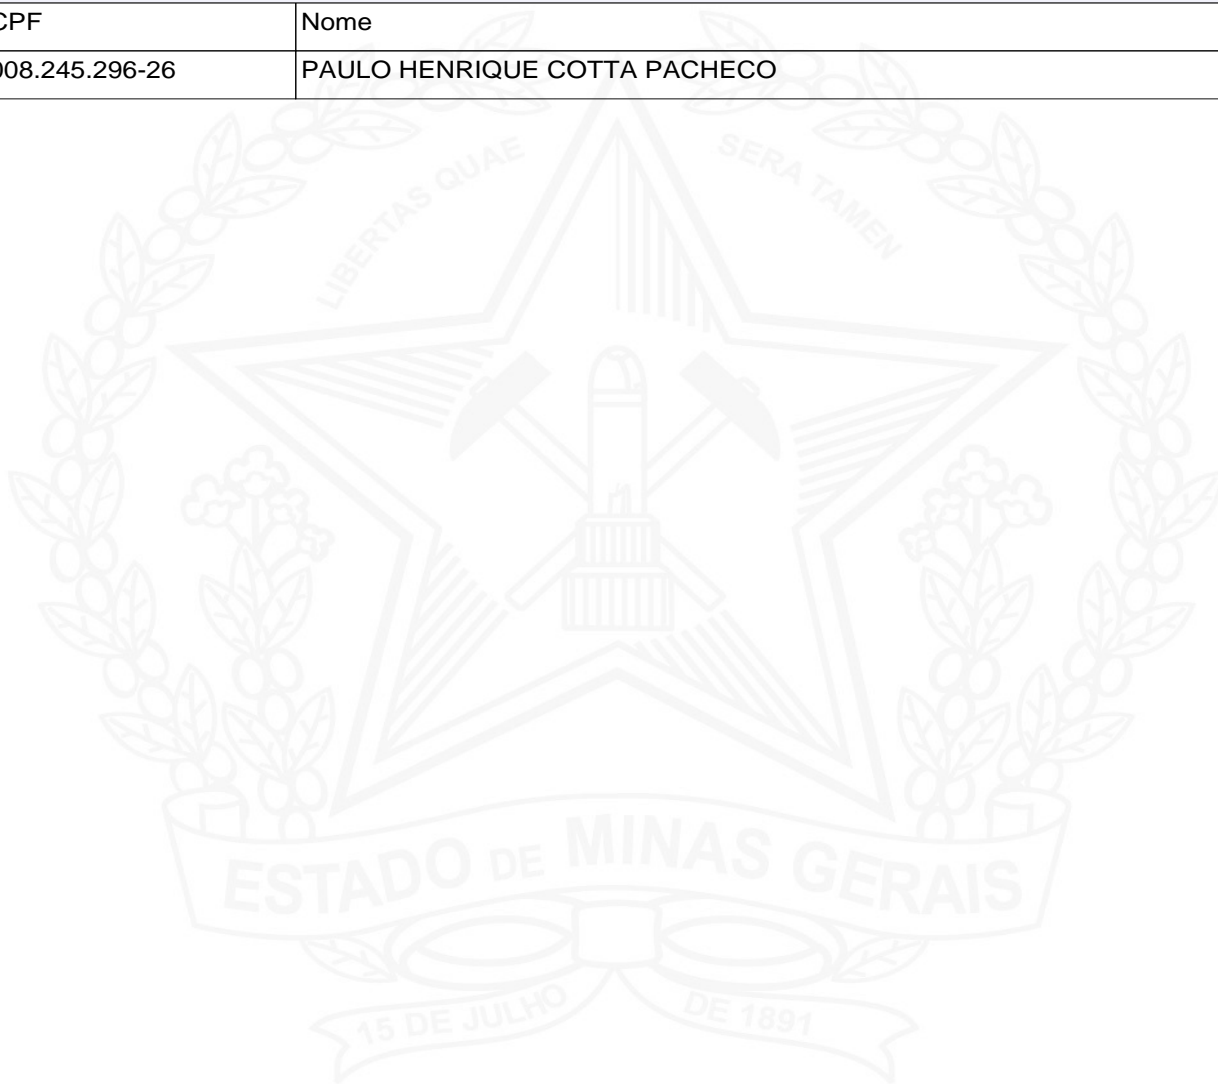 CPF Nome
008.245.296-26 PAULO HENRIQUE COTTA PACHECO
LIBERTAS QUAE SERA TAMEN
ESTADO DE MINAS GERAIS
15 DE JULHO DE 1891